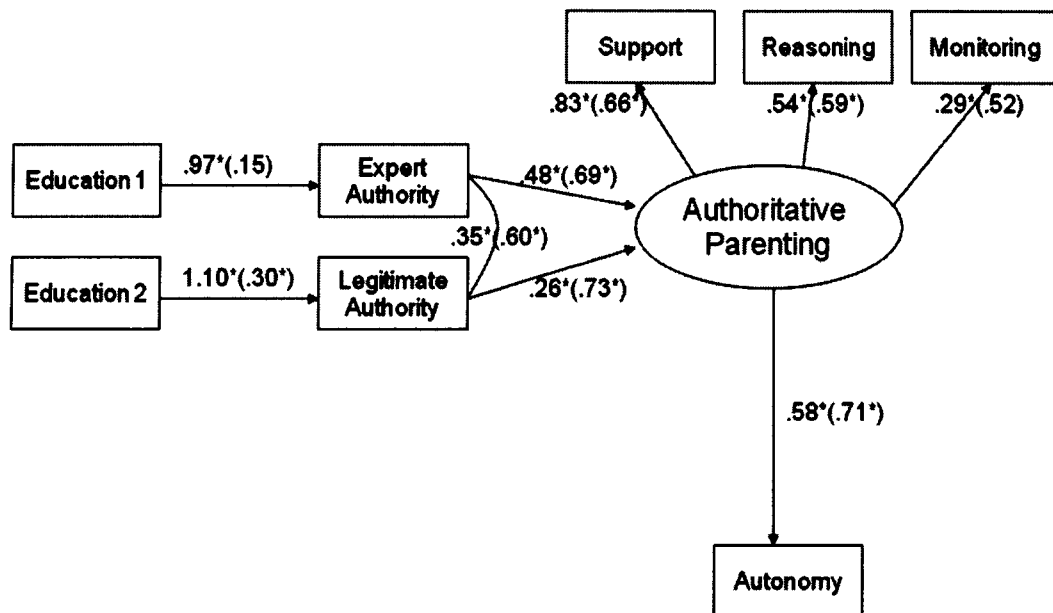 Support
Reasoning
Monitoring
.83*(.66*)
.54*(.59*)
.29*(.52)
Education 1
.97*(.15)
Expert
Authority
.48*(.69*)
Authoritative
Parenting
.35*(.60*)
Education 2
1.10*(.30*)
Legitimate
Authority
.26*(.73*)
.58*(.71*)
Autonomy